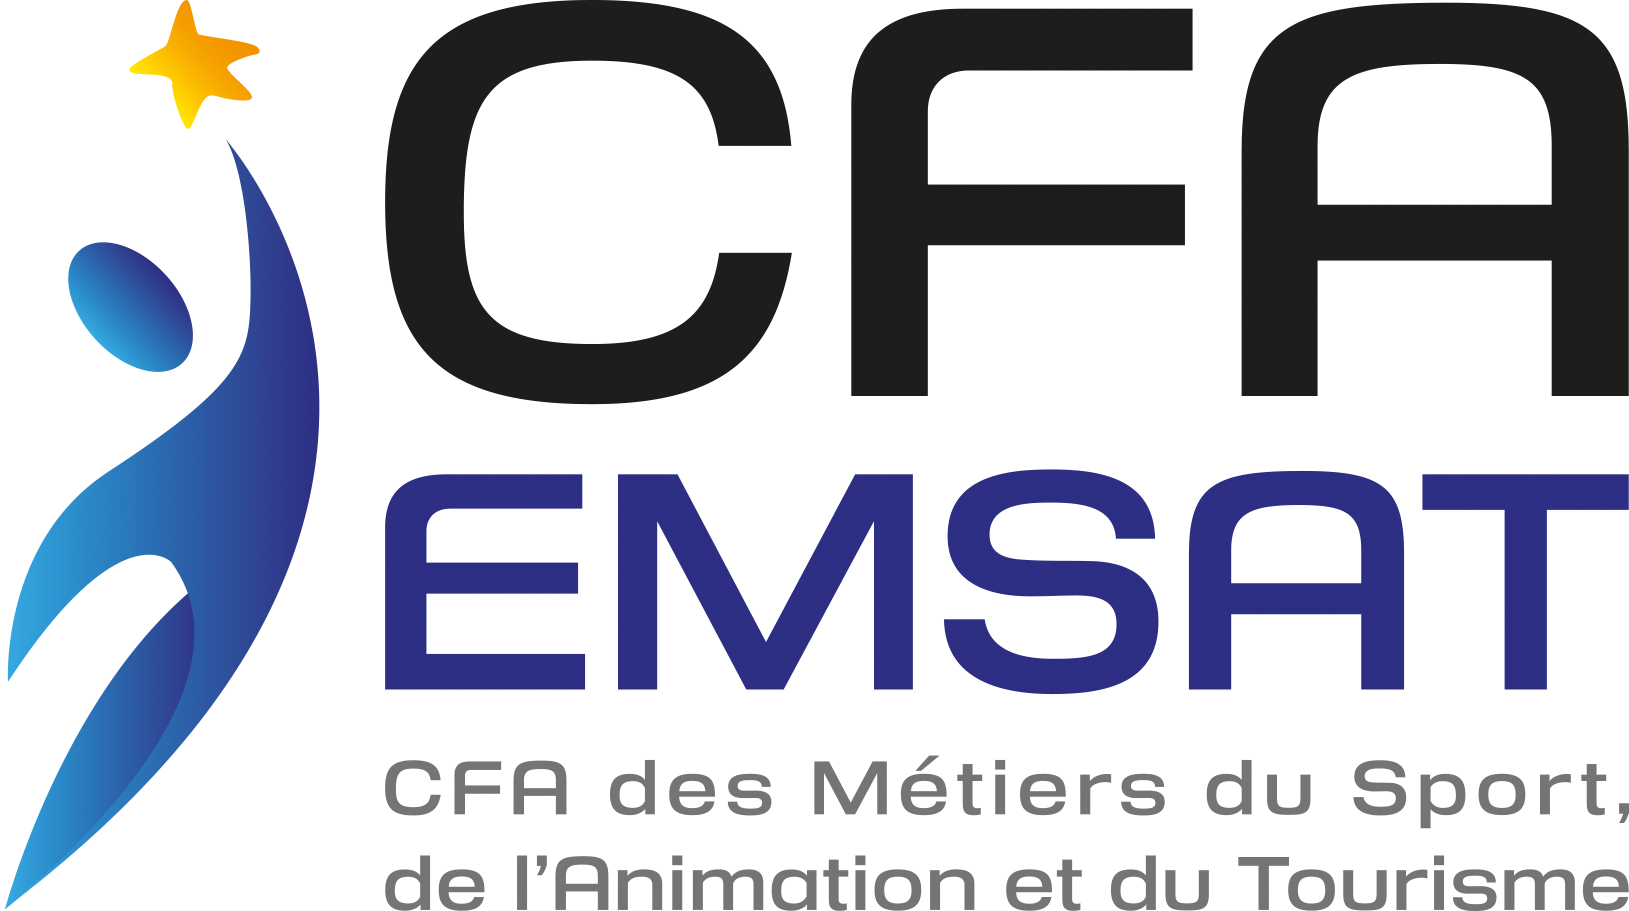 CFA
EMSAT
CFA des Métiers du Sport,
de l’Animation et du Tourisme